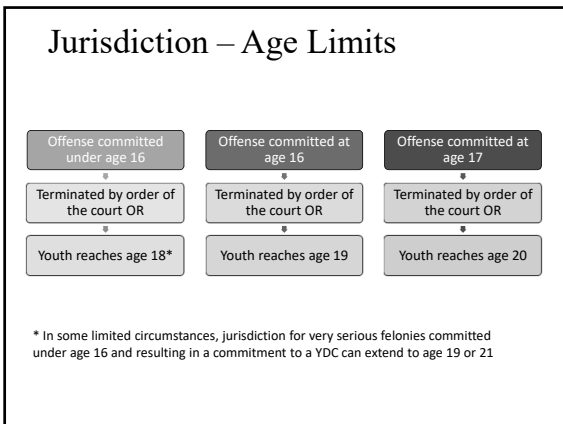 Jurisdiction – Age Limits
Offense committed
under age 16
Terminated by order of
the court OR
Youth reaches age 18*
Offense committed at
age 16
Terminated by order of
the court OR
Youth reaches age 19
Offense committed at
age 17
Terminated by order of
the court OR
Youth reaches age 20
* In some limited circumstances, jurisdiction for very serious felonies committed
under age 16 and resulting in a commitment to a YDC can extend to age 19 or 21